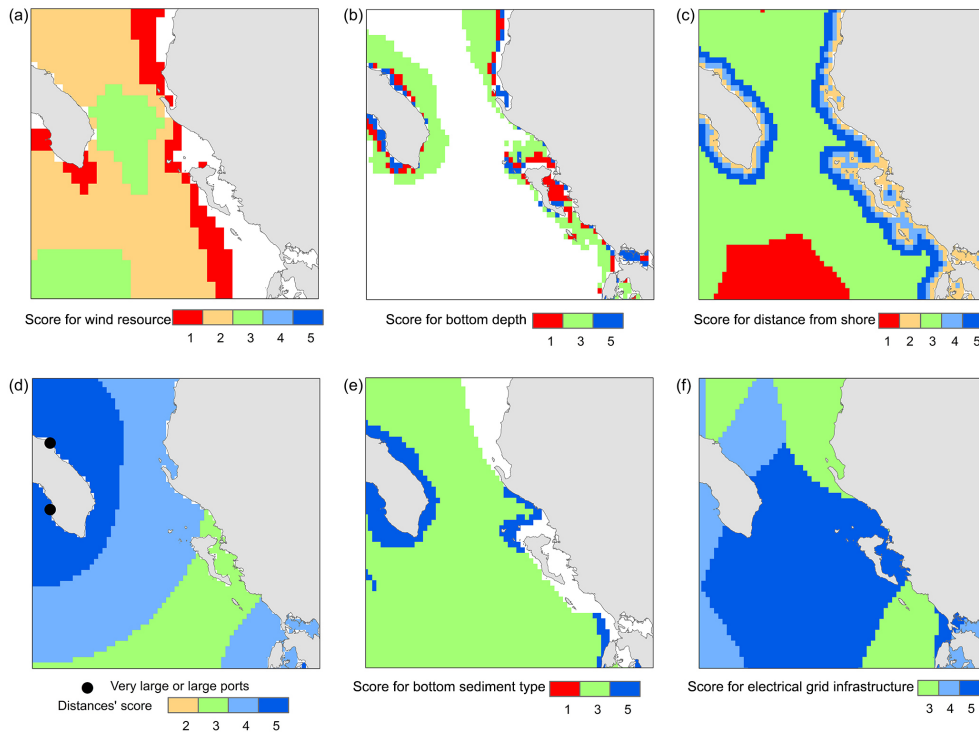 (a)
(b)
(c)
Score for wind resource
1 2 3 4 5
Score for bottom depth
1 3 5
Score for distance from shore
1 2 3 4 5
(d)
(e)
(f)
Very large or large ports
Distances' score
2 3 4 5
Score for bottom sediment type
1 3 5
Score for electrical grid infrastructure
3 4 5